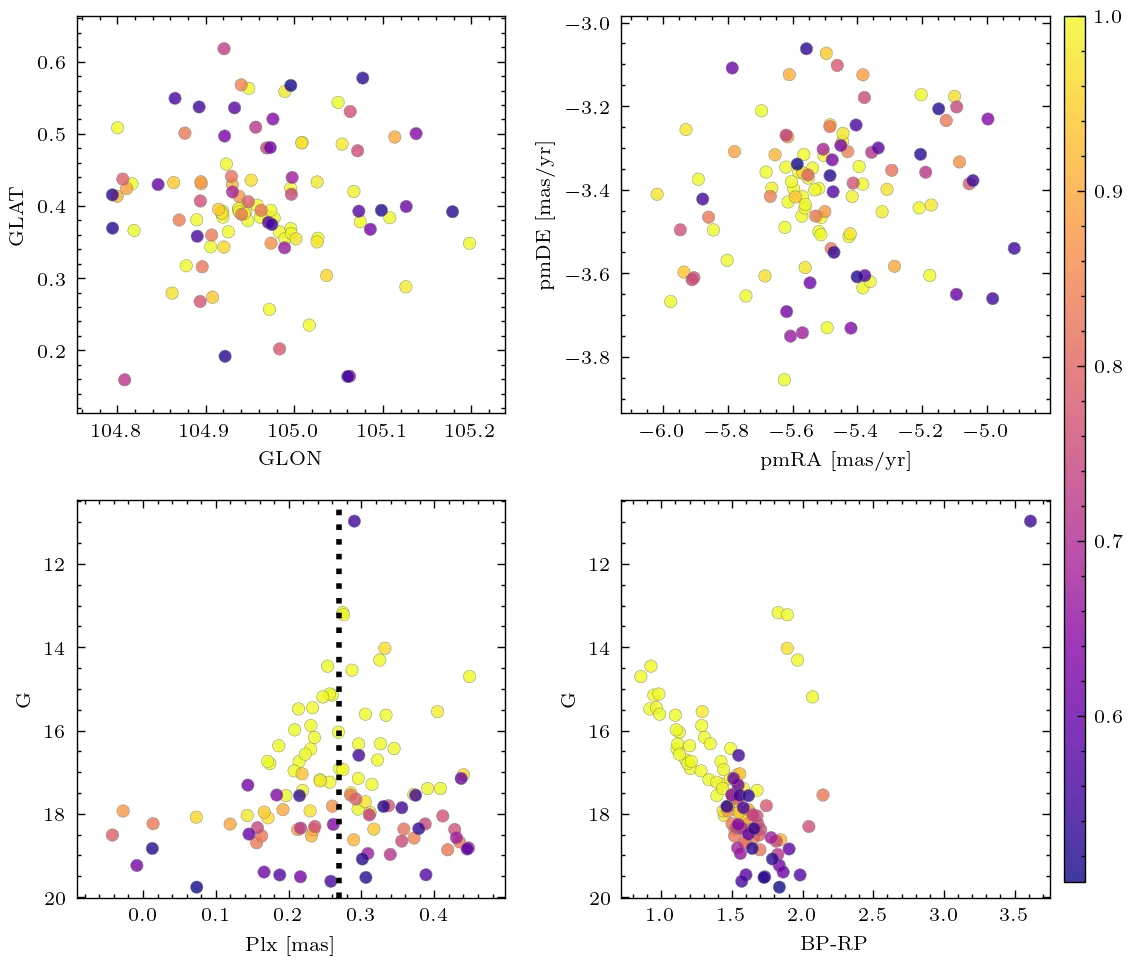 0.6
0.5
0.4
0.3
0.2
GLAT
104.8 104.9 105.0 105.1 105.2
GLON
−3.0
−3.2
−3.4
−3.6
−3.8
pmDE [mas/yr]
−6.0 −5.8 −5.6 −5.4 −5.2 −5.0
pmRA [mas/yr]
12
14
16
18
20
G
0.0 0.1 0.2 0.3 0.4
Plx [mas]
12
14
16
18
20
G
1.0 1.5 2.0 2.5 3.0 3.5
BP-RP
1.0
0.9
0.8
0.7
0.6